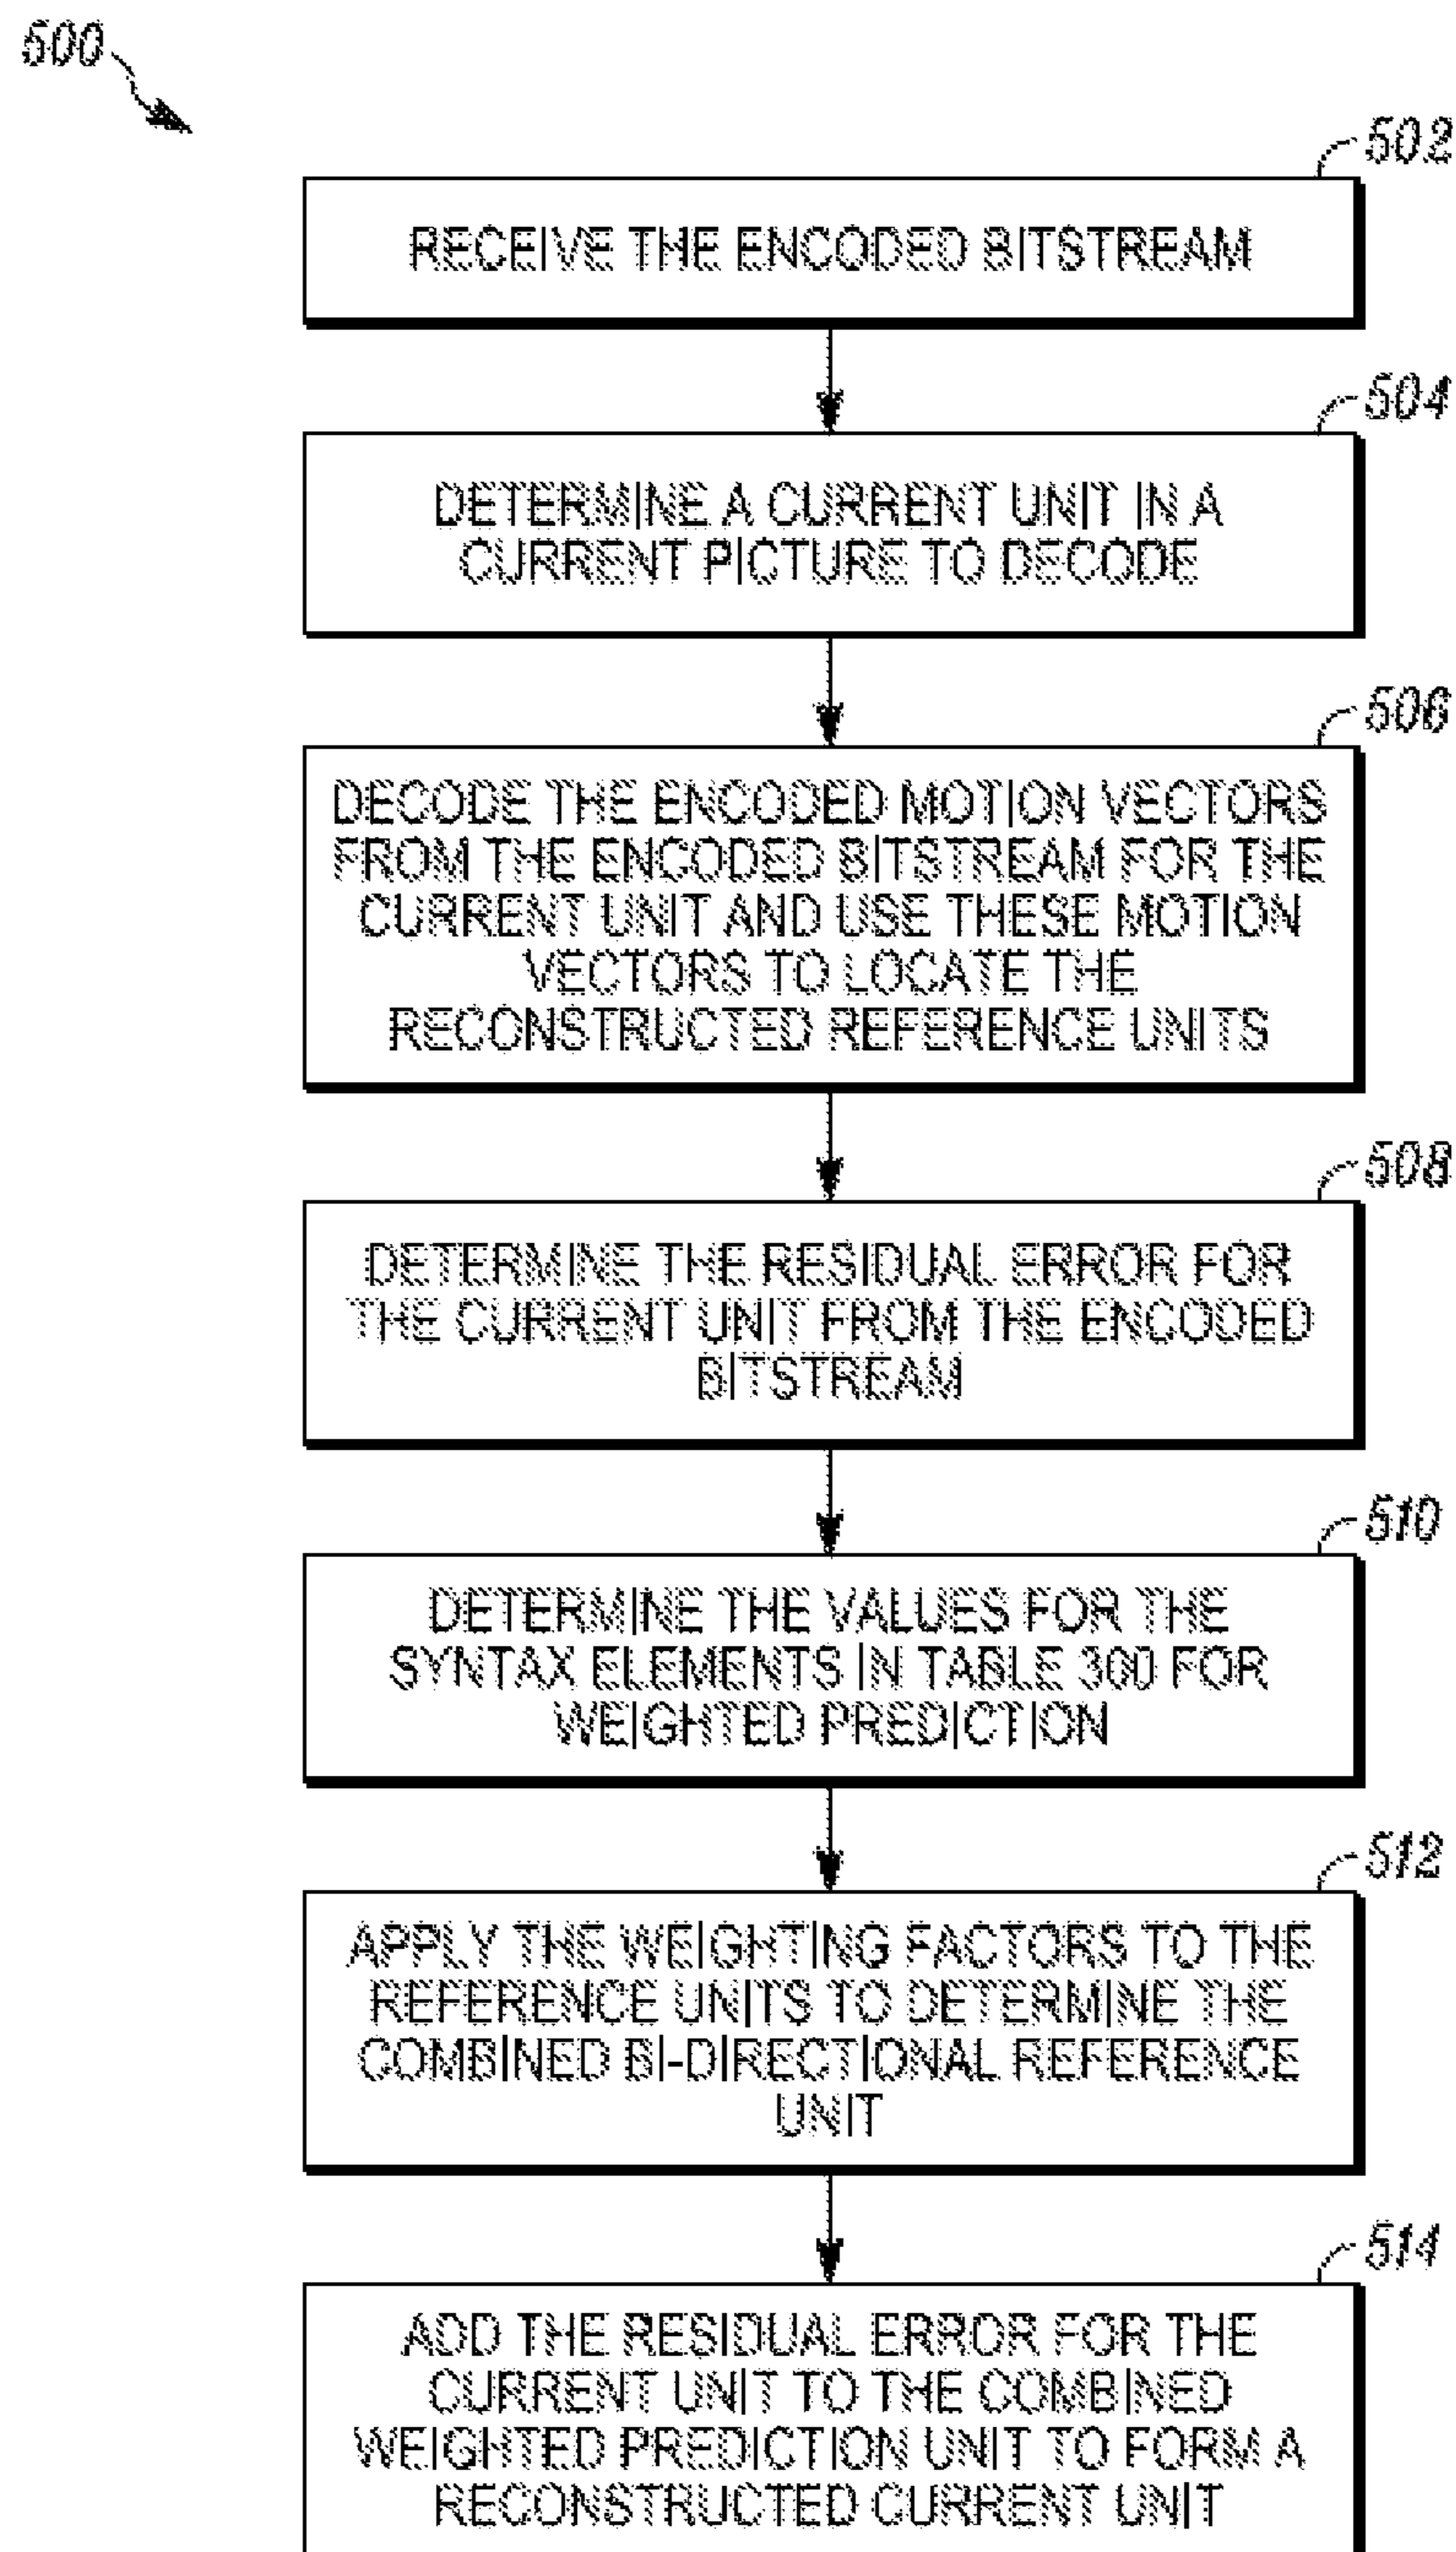 500
502
RECEIVE THE ENCODED BITSTREAM
504
DETERMINE A CURRENT UNIT IN A
CURRENT PICTURE TO DECODE
506
DECODE THE ENCODED MOTION VECTORS
FROM THE ENCODED BITSTREAM FOR THE
CURRENT UNIT AND USE THESE MOTION
VECTORS TO LOCATE THE
RECONSTRUCTED REFERENCE UNITS
508
DETERMINE THE RESIDUAL ERROR FOR
THE CURRENT UNIT FROM THE ENCODED
BITSTREAM
510
DETERMINE THE VALUES FOR THE
SYNTAX ELEMENTS IN TABLE 300 FOR
WEIGHTED PREDICTION
512
APPLY THE WEIGHTING FACTORS TO THE
REFERENCE UNITS TO DETERMINE THE
COMBINED BI-DIRECTIONAL REFERENCE
UNIT
514
ADD THE RESIDUAL ERROR FOR THE
CURRENT UNIT TO THE COMBINED
WEIGHTED PREDICTION UNIT TO FORM A
RECONSTRUCTED CURRENT UNIT